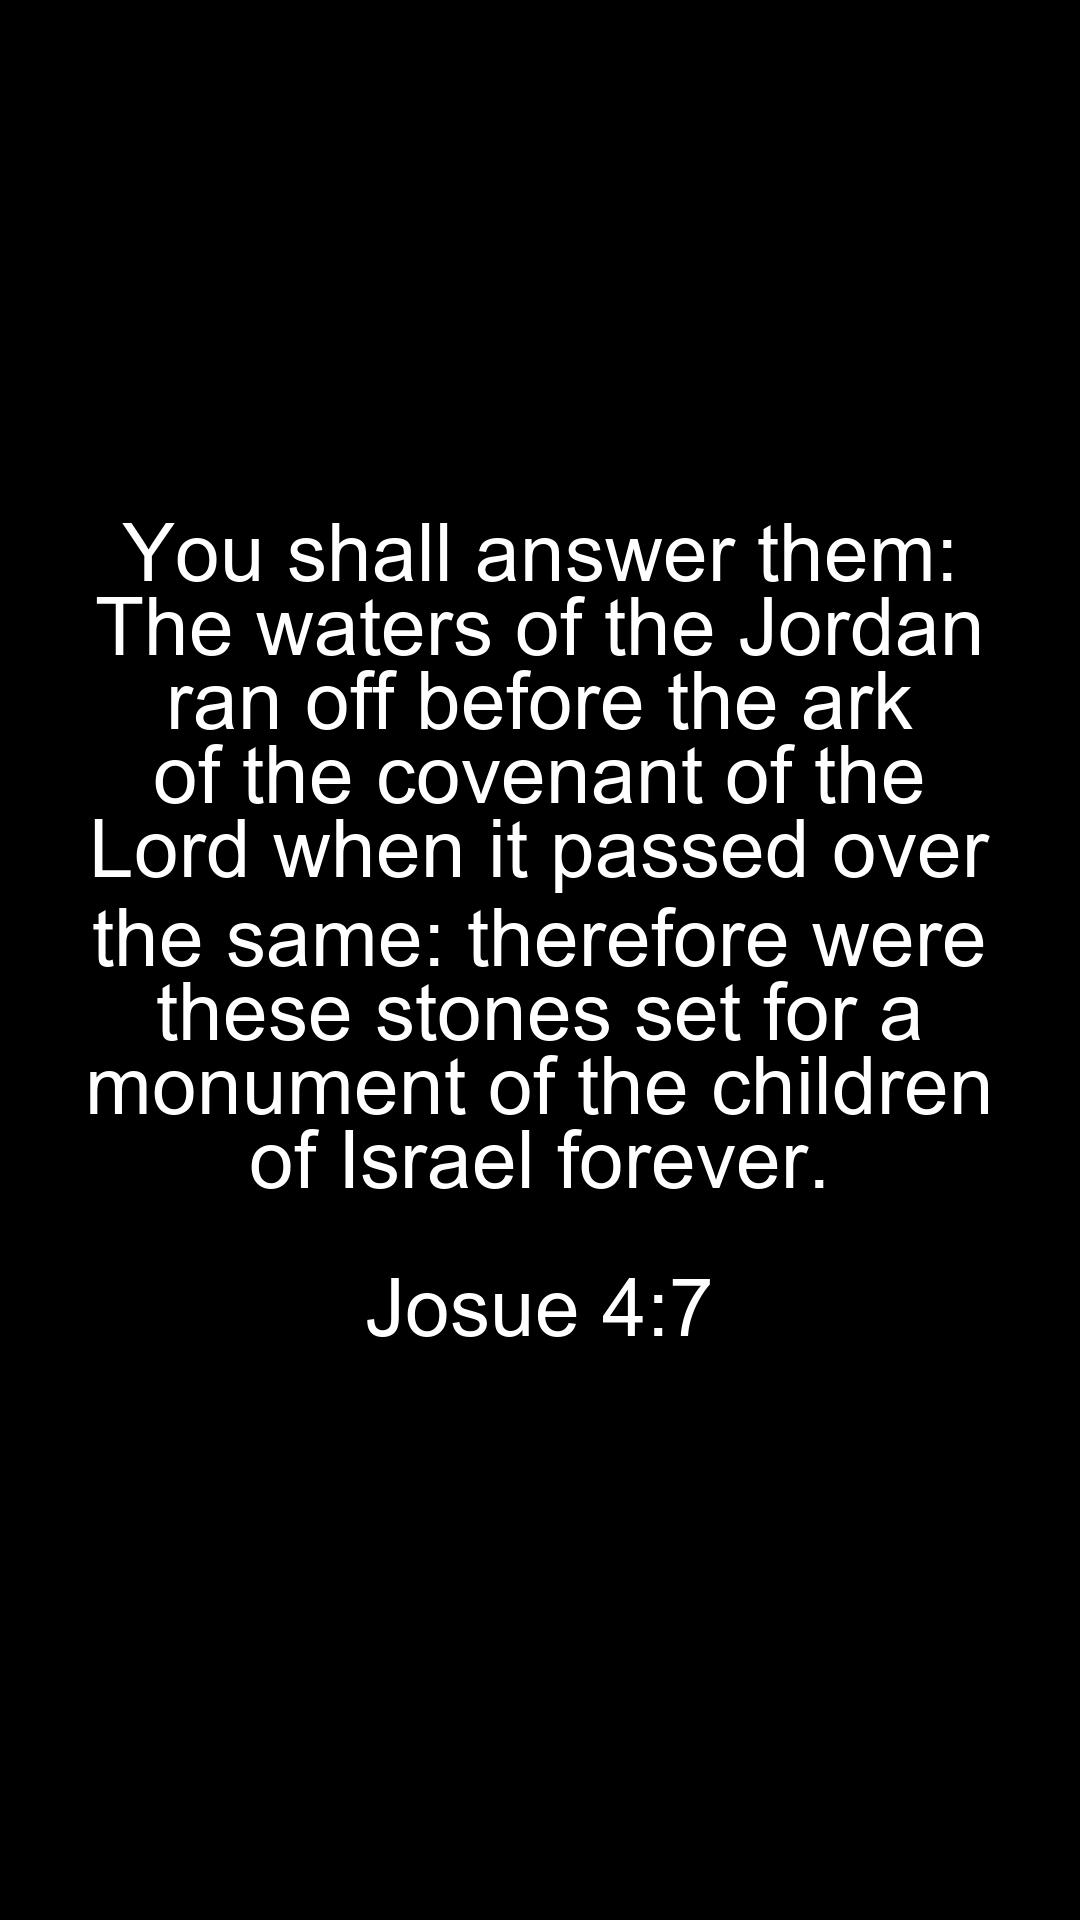 You shall answer them:
The waters of the Jordan
ran off before the ark
of the covenant of the
Lord when it passed over
the same: therefore were
these stones set for a
monument of the children
of Israel forever.
Josue 4:7